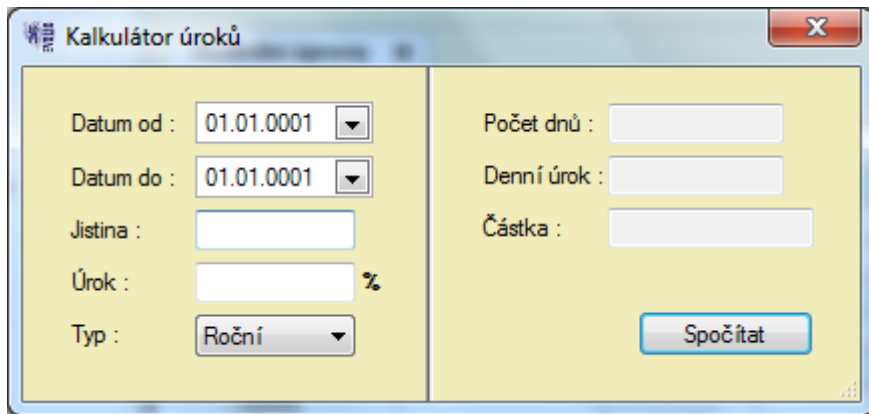 Kalkulátor úroků
Datum od : 01.01.0001
Datum do : 01.01.0001
Jistina :
Úrok : %
Typ : Roční
Počet dnů :
Denní úrok :
Částka :
Spočítat